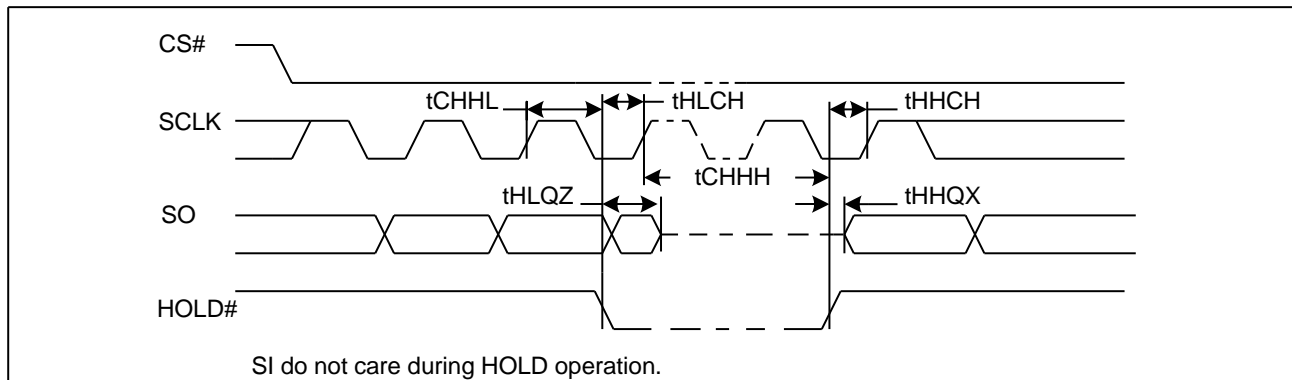 CS#
tCHHL
tHLCH
tHHCH
SCLK
tCHHH
tHLQZ
tHHQX
SO
HOLD#
SI do not care during HOLD operation.